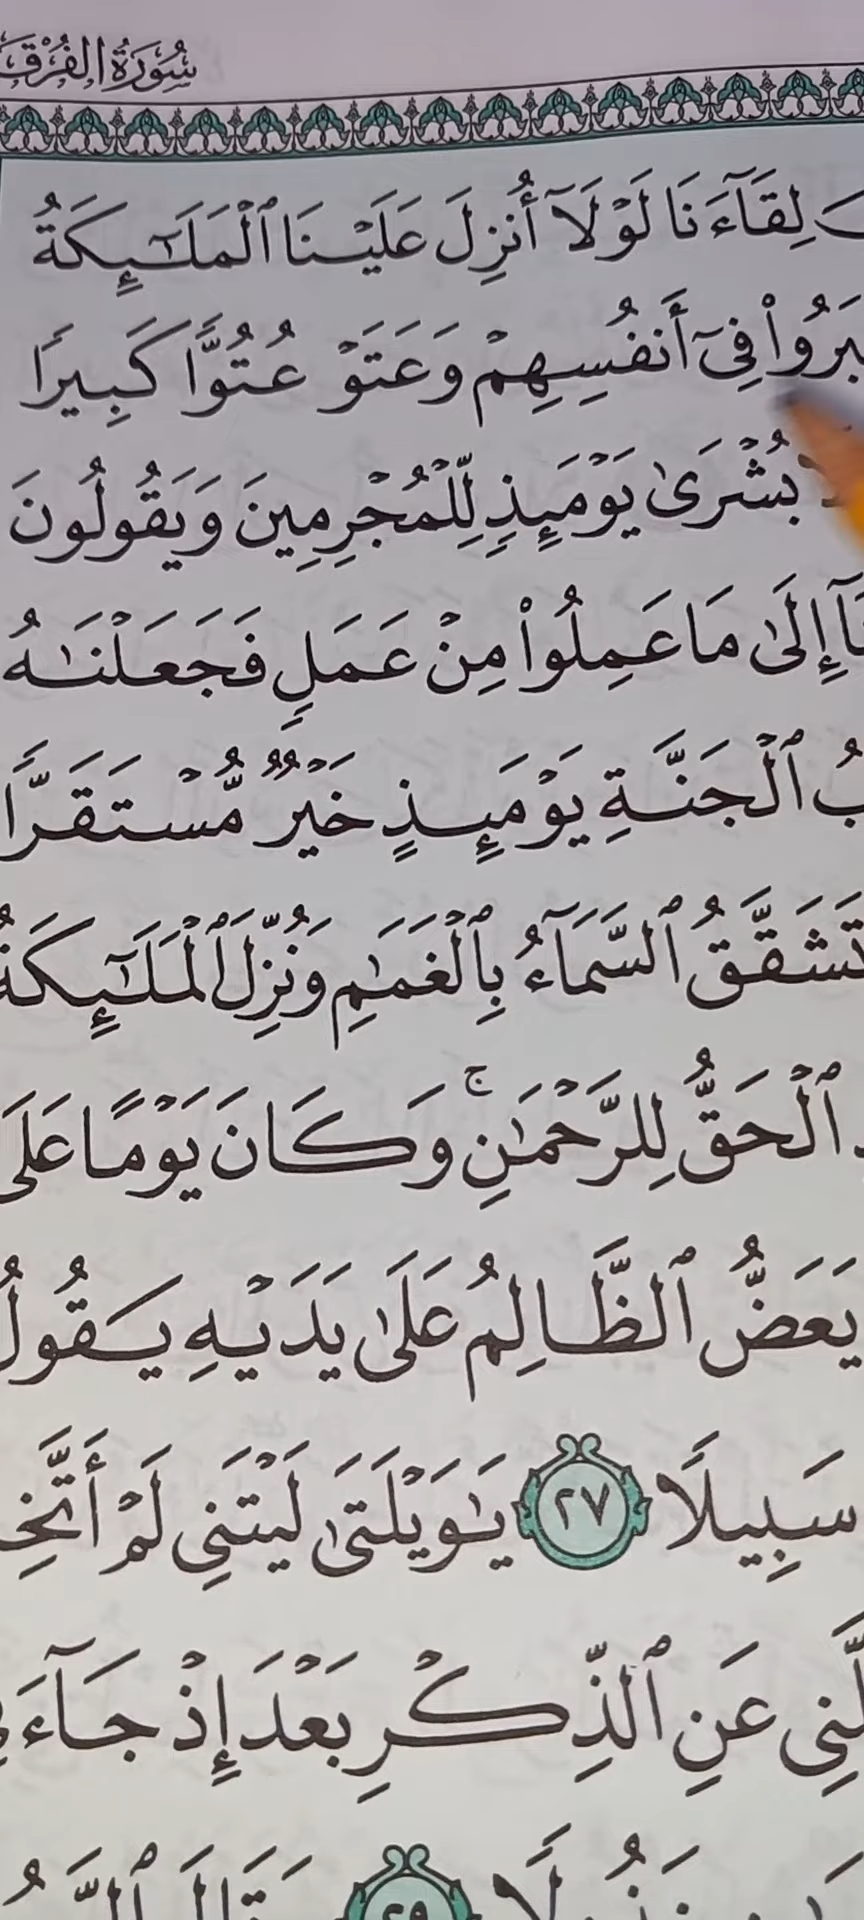 سُورَةُ الفُرْقَ
لِقَآءَنَا لَوْلَآ أُنزِلَ عَلَيْنَا ٱلْمَلَـٰٓئِكَةُ
بَرُوا۟ فِىٓ أَنفُسِهِمْ وَعَتَوْ عُتُوًّا كَبِيرًا
بُشْرَىٰ يَوْمَئِذٍ لِّلْمُجْرِمِينَ وَيَقُولُونَ
نَآ إِلَىٰ مَا عَمِلُوا۟ مِنْ عَمَلٍ فَجَعَلْنَـٰهُ
بُ ٱلْجَنَّةِ يَوْمَئِذٍ خَيْرٌ مُّسْتَقَرًّا
تَشَقَّقُ ٱلسَّمَآءُ بِٱلْغَمَـٰمِ وَنُزِّلَ ٱلْمَلَـٰٓئِكَةُ
ٱلْحَقُّ لِلرَّحْمَـٰنِ ۚ وَكَانَ يَوْمًا عَلَى
يَعَضُّ ٱلظَّالِمُ عَلَىٰ يَدَيْهِ يَقُولُ
سَبِيلًا ٢٧ يَـٰوَيْلَتَىٰ لَيْتَنِى لَمْ أَتَّخِ
لَّنِى عَنِ ٱلذِّكْرِ بَعْدَ إِذْ جَآءَنِ
٢٩